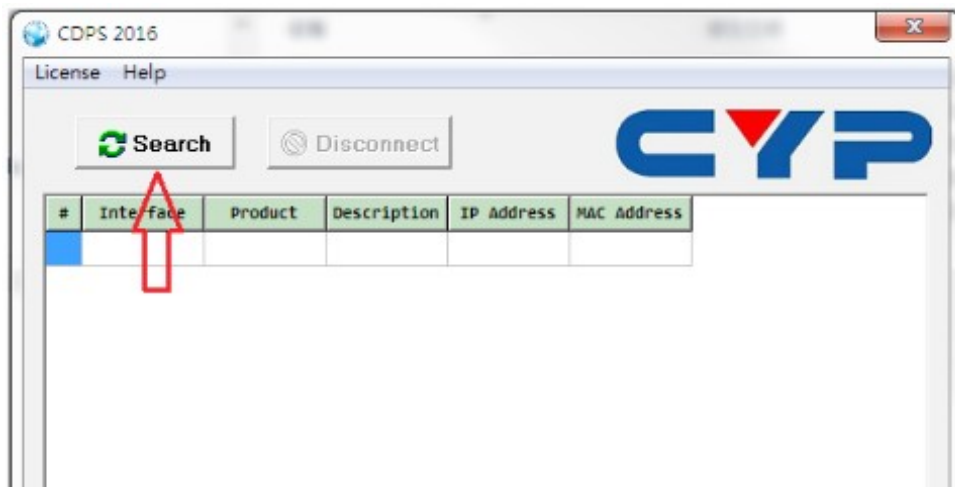 CDPS 2016
License Help
Search Disconnect
CYP
# Interface Product Description IP Address MAC Address